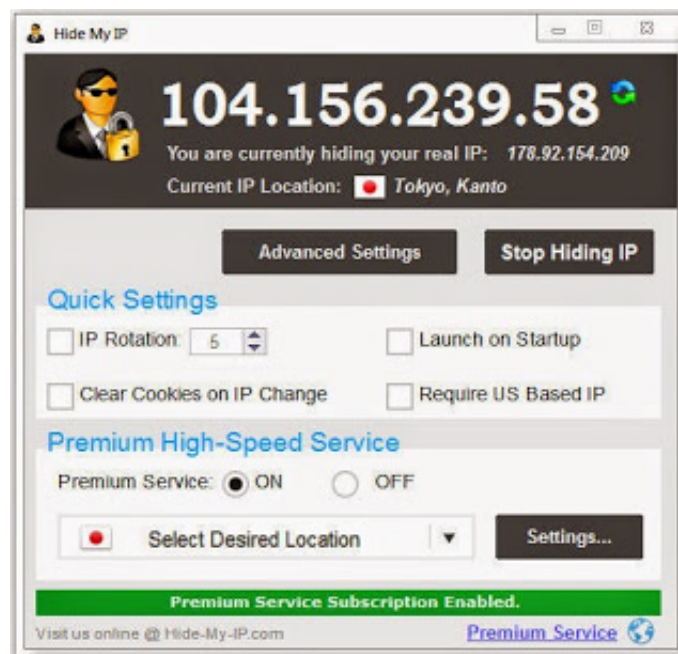 Hide My IP
104.156.239.58
You are currently hiding your real IP: 178.92.154.209
Current IP Location: Tokyo, Kanto
Advanced Settings
Stop Hiding IP
Quick Settings
IP Rotation: 5
Launch on Startup
Clear Cookies on IP Change
Require US Based IP
Premium High-Speed Service
Premium Service: ON OFF
Select Desired Location
Settings...
Premium Service Subscription Enabled.
Visit us online @ Hide-My-IP.com
Premium Service